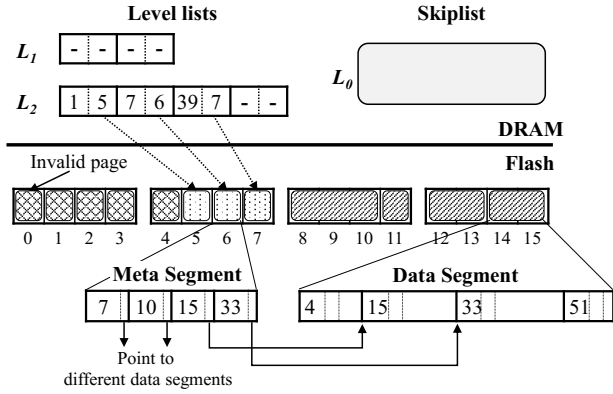 Level lists
Skiplist
L1 - - - -
L0
L2 1 5 7 6 39 7 - -
DRAM
Flash
Invalid page
0 1 2 3 4 5 6 7 8 9 10 11 12 13 14 15
Meta Segment
Data Segment
7 10 15 33
4 15 33 51
Point to
different data segments